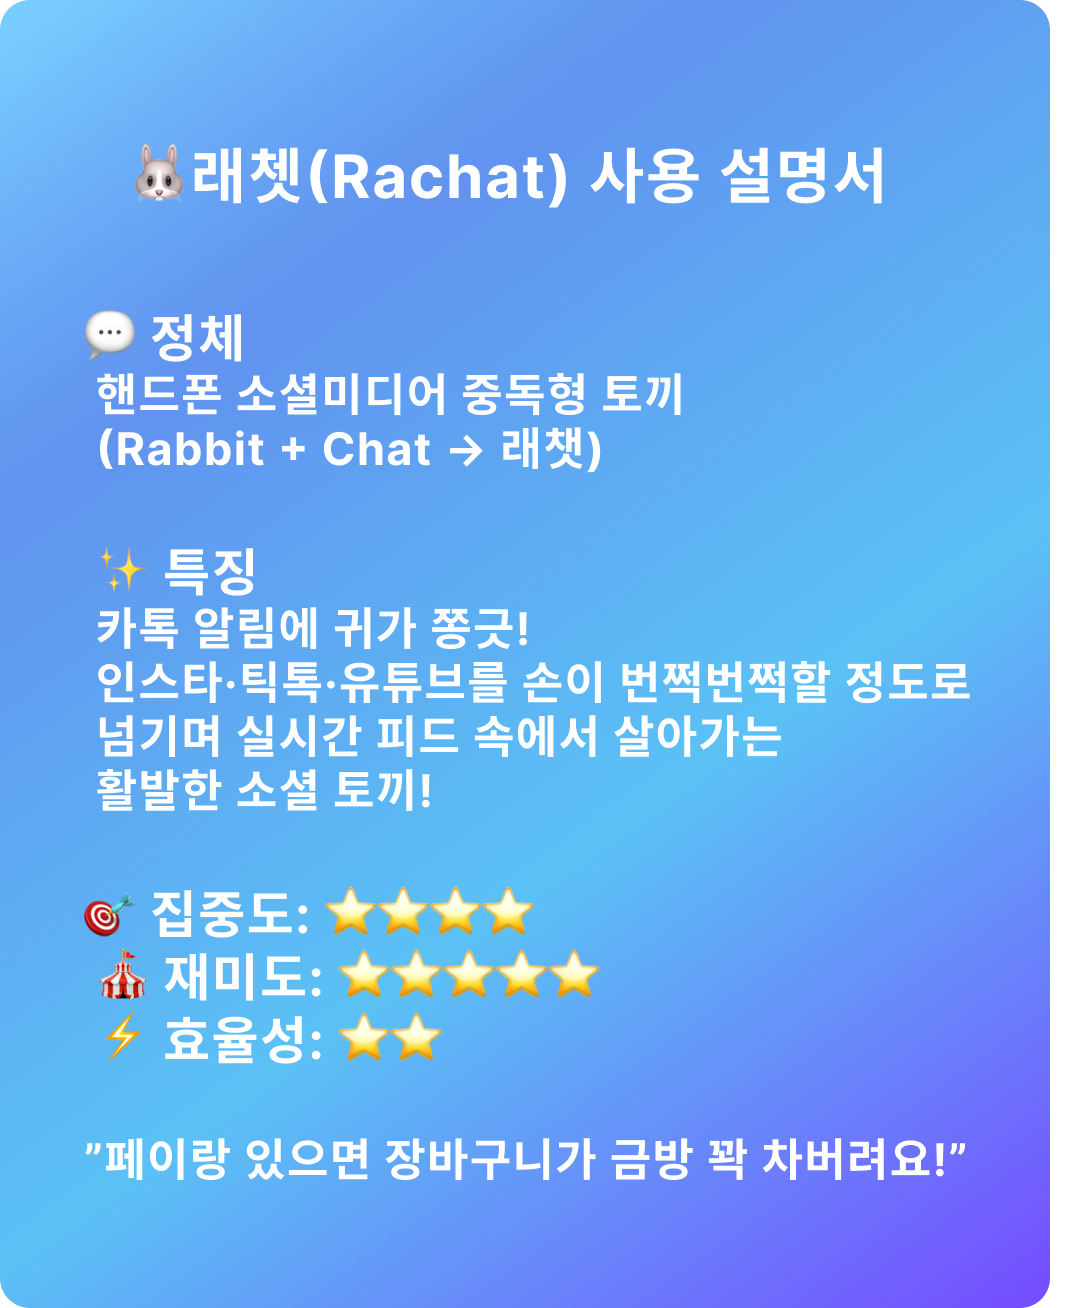 🐰래쳇(Rachat) 사용 설명서
💬 정체
핸드폰 소셜미디어 중독형 토끼
(Rabbit + Chat → 래챗)
✨ 특징
카톡 알림에 귀가 쫑긋!
인스타·틱톡·유튜브를 손이 번쩍번쩍할 정도로
넘기며 실시간 피드 속에서 살아가는
활발한 소셜 토끼!
🎯 집중도: ⭐⭐⭐⭐
🎪 재미도: ⭐⭐⭐⭐⭐
⚡ 효율성: ⭐⭐
”페이랑 있으면 장바구니가 금방 꽉 차버려요!”